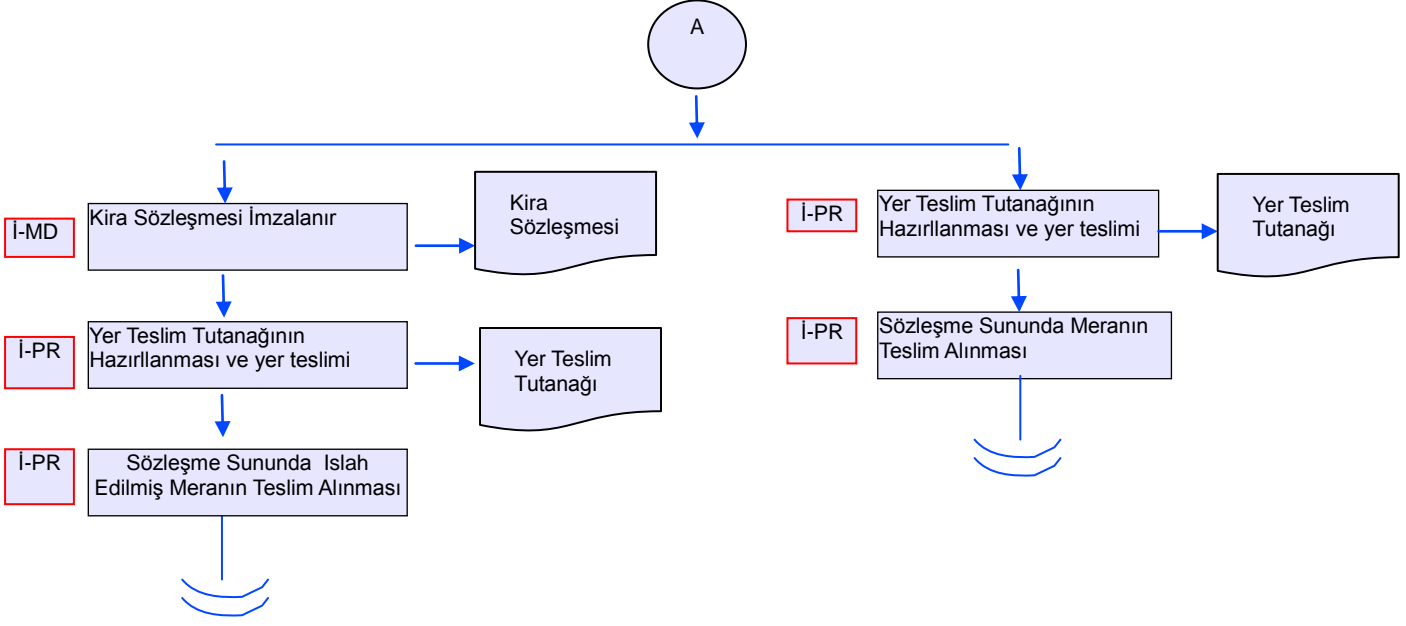 A
İ-MD
Kira Sözleşmesi İmzalanır
Kira
Sözleşmesi
İ-PR
Yer Teslim Tutanağının
Hazırllanması ve yer teslimi
Yer Teslim
Tutanağı
İ-PR
Sözleşme Sununda Islah
Edilmiş Meranın Teslim Alınması
İ-PR
Yer Teslim Tutanağının
Hazırllanması ve yer teslimi
Yer Teslim
Tutanağı
İ-PR
Sözleşme Sununda Meranın
Teslim Alınması